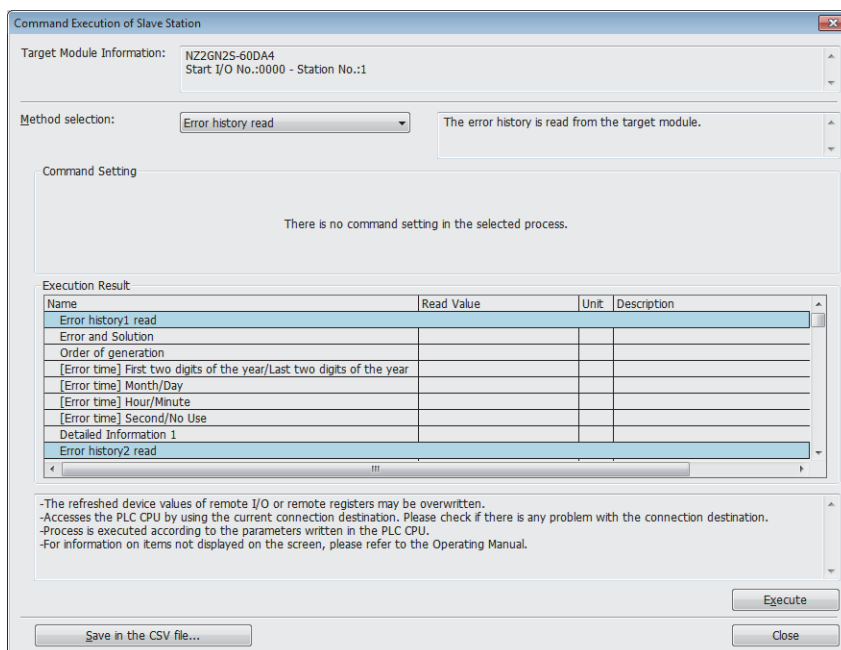 Command Execution of Slave Station
Target Module Information:
NZ2GN2S-60DA4
Start I/O No.:0000 - Station No.:1
Method selection:
Error history read
The error history is read from the target module.
Command Setting
There is no command setting in the selected process.
Execution Result
Name Read Value Unit Description
Error history1 read
Error and Solution
Order of generation
[Error time] First two digits of the year/Last two digits of the year
[Error time] Month/Day
[Error time] Hour/Minute
[Error time] Second/No Use
Detailed Information 1
Error history2 read
-The refreshed device values of remote I/O or remote registers may be overwritten.
-Accesses the PLC CPU by using the current connection destination. Please check if there is any problem with the connection destination.
-Process is executed according to the parameters written in the PLC CPU.
-For information on items not displayed on the screen, please refer to the Operating Manual.
Execute
Save in the CSV file...
Close